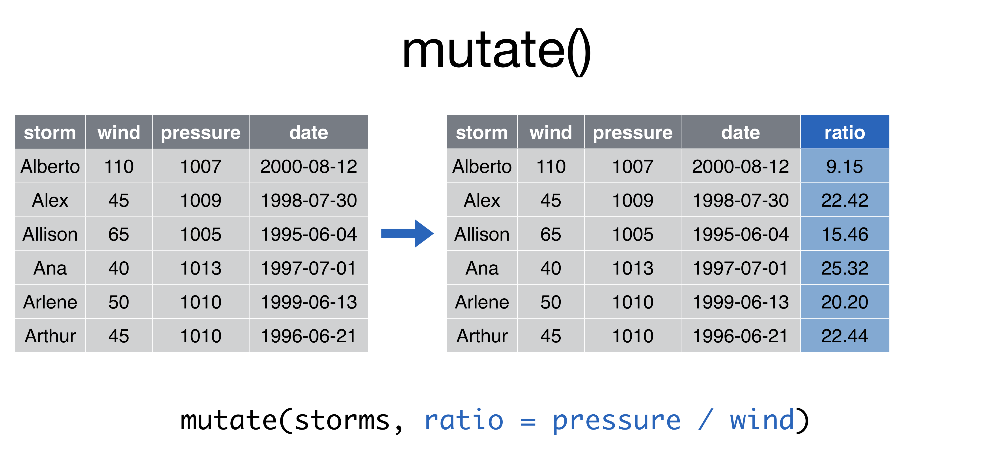 mutate()
storm wind pressure date
Alberto 110 1007 2000-08-12
Alex 45 1009 1998-07-30
Allison 65 1005 1995-06-04
Ana 40 1013 1997-07-01
Arlene 50 1010 1999-06-13
Arthur 45 1010 1996-06-21
storm wind pressure date ratio
Alberto 110 1007 2000-08-12 9.15
Alex 45 1009 1998-07-30 22.42
Allison 65 1005 1995-06-04 15.46
Ana 40 1013 1997-07-01 25.32
Arlene 50 1010 1999-06-13 20.20
Arthur 45 1010 1996-06-21 22.44
mutate(storms, ratio = pressure / wind)